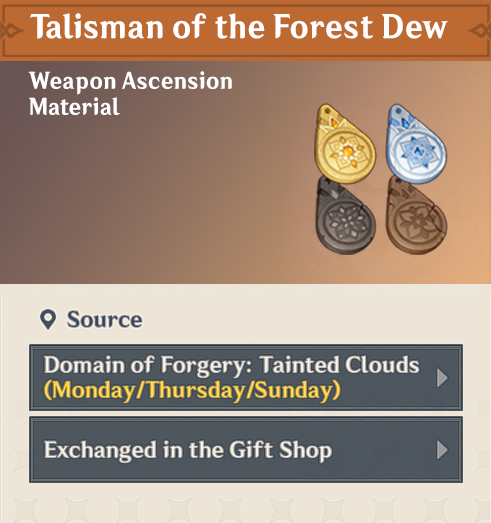 Talisman of the Forest Dew
Weapon Ascension
Material
Source
Domain of Forgery: Tainted Clouds
(Monday/Thursday/Sunday)
Exchanged in the Gift Shop